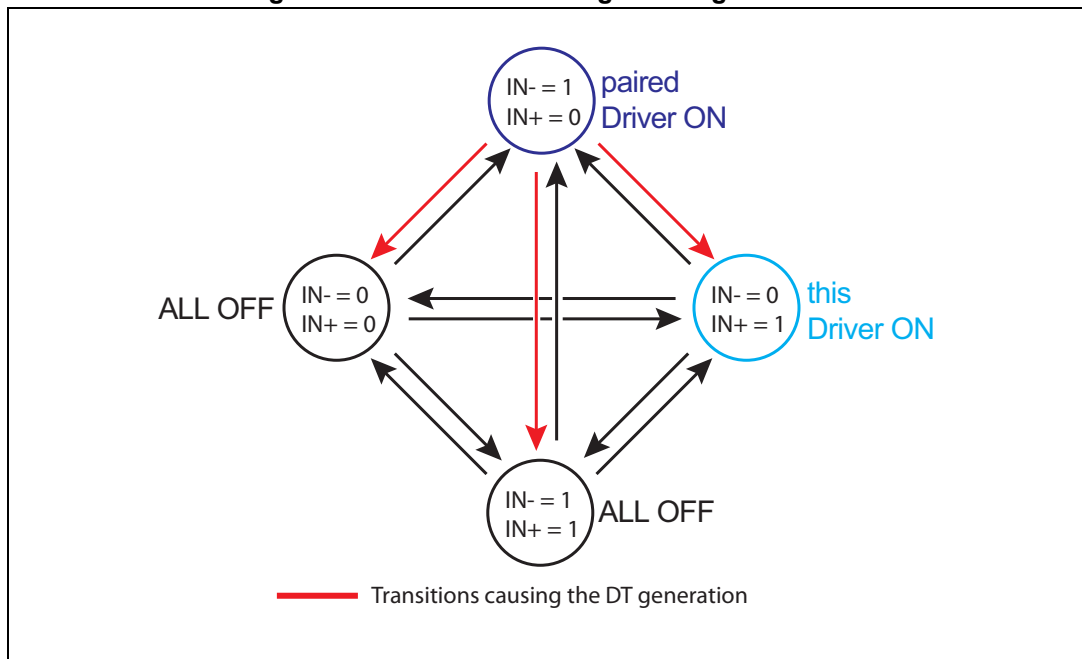 IN- = 1
IN+ = 0
paired
Driver ON
ALL OFF
IN- = 0
IN+ = 0
IN- = 0
IN+ = 1
this
Driver ON
IN- = 1
IN+ = 1
ALL OFF
Transitions causing the DT generation